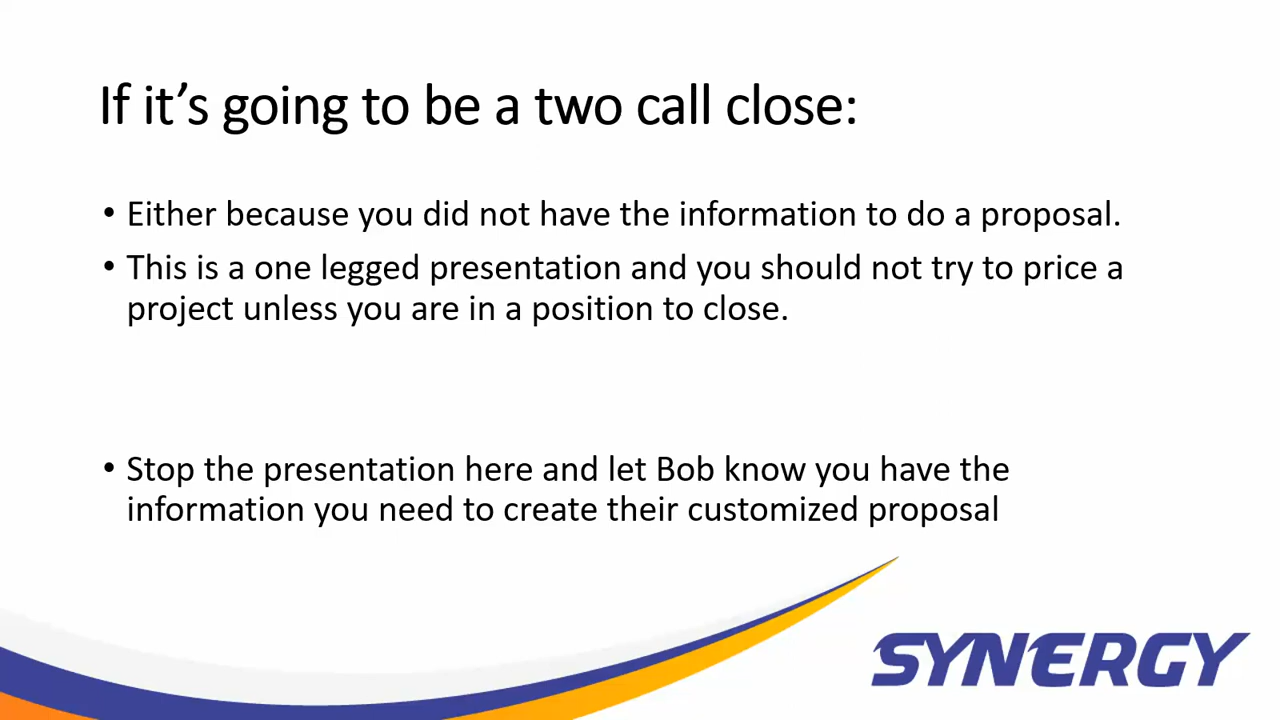 If it’s going to be a two call close:
• Either because you did not have the information to do a proposal.
• This is a one legged presentation and you should not try to price a
project unless you are in a position to close.
• Stop the presentation here and let Bob know you have the
information you need to create their customized proposal
SYNERGY